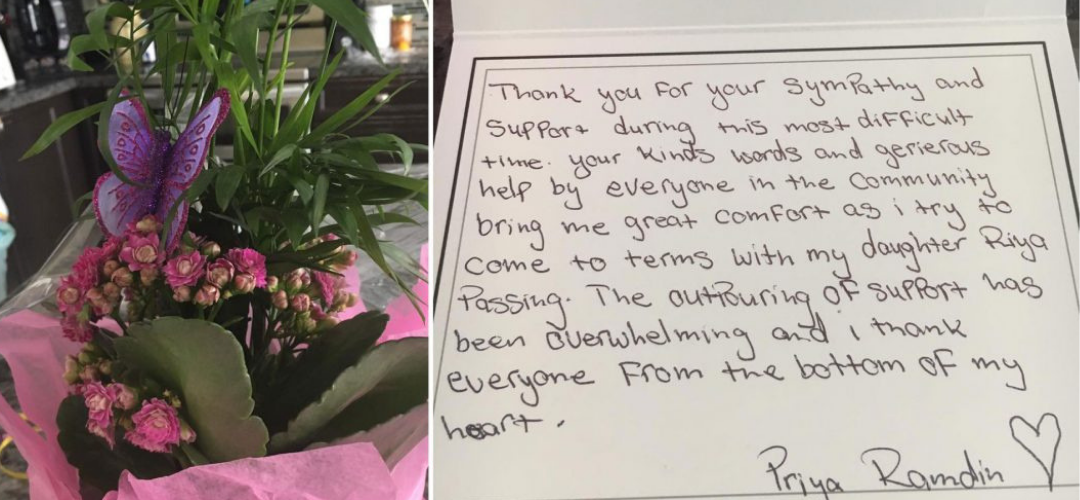 Thank you for your sympathy and
support during this most difficult
time. your kinds words and generous
help by everyone in the community
bring me great comfort as i try to
come to terms with my daughter Riya
Passing. The outpouring of support has
been overwhelming and i thank
everyone from the bottom of my
heart.
Priya Ramdin